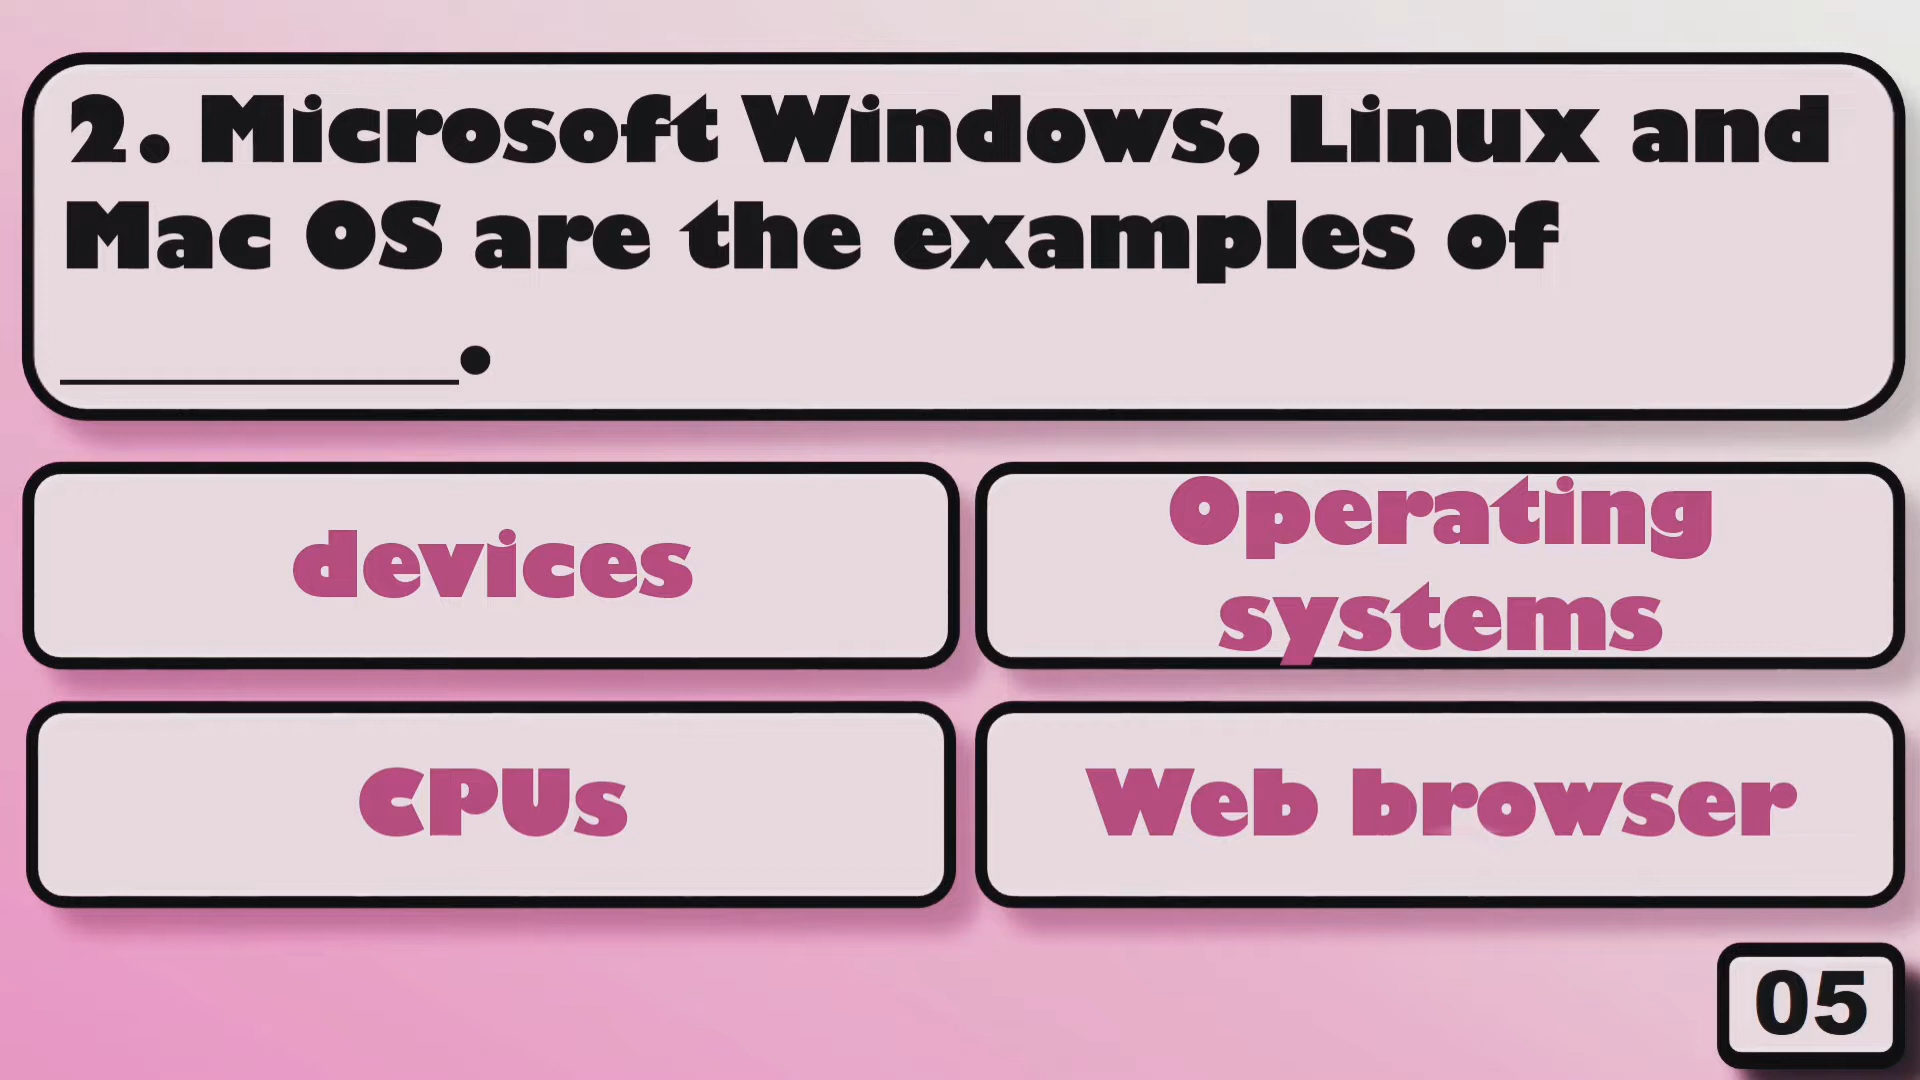 2. Microsoft Windows, Linux and
Mac OS are the examples of
__________.
devices
Operating
systems
CPUs
Web browser
05